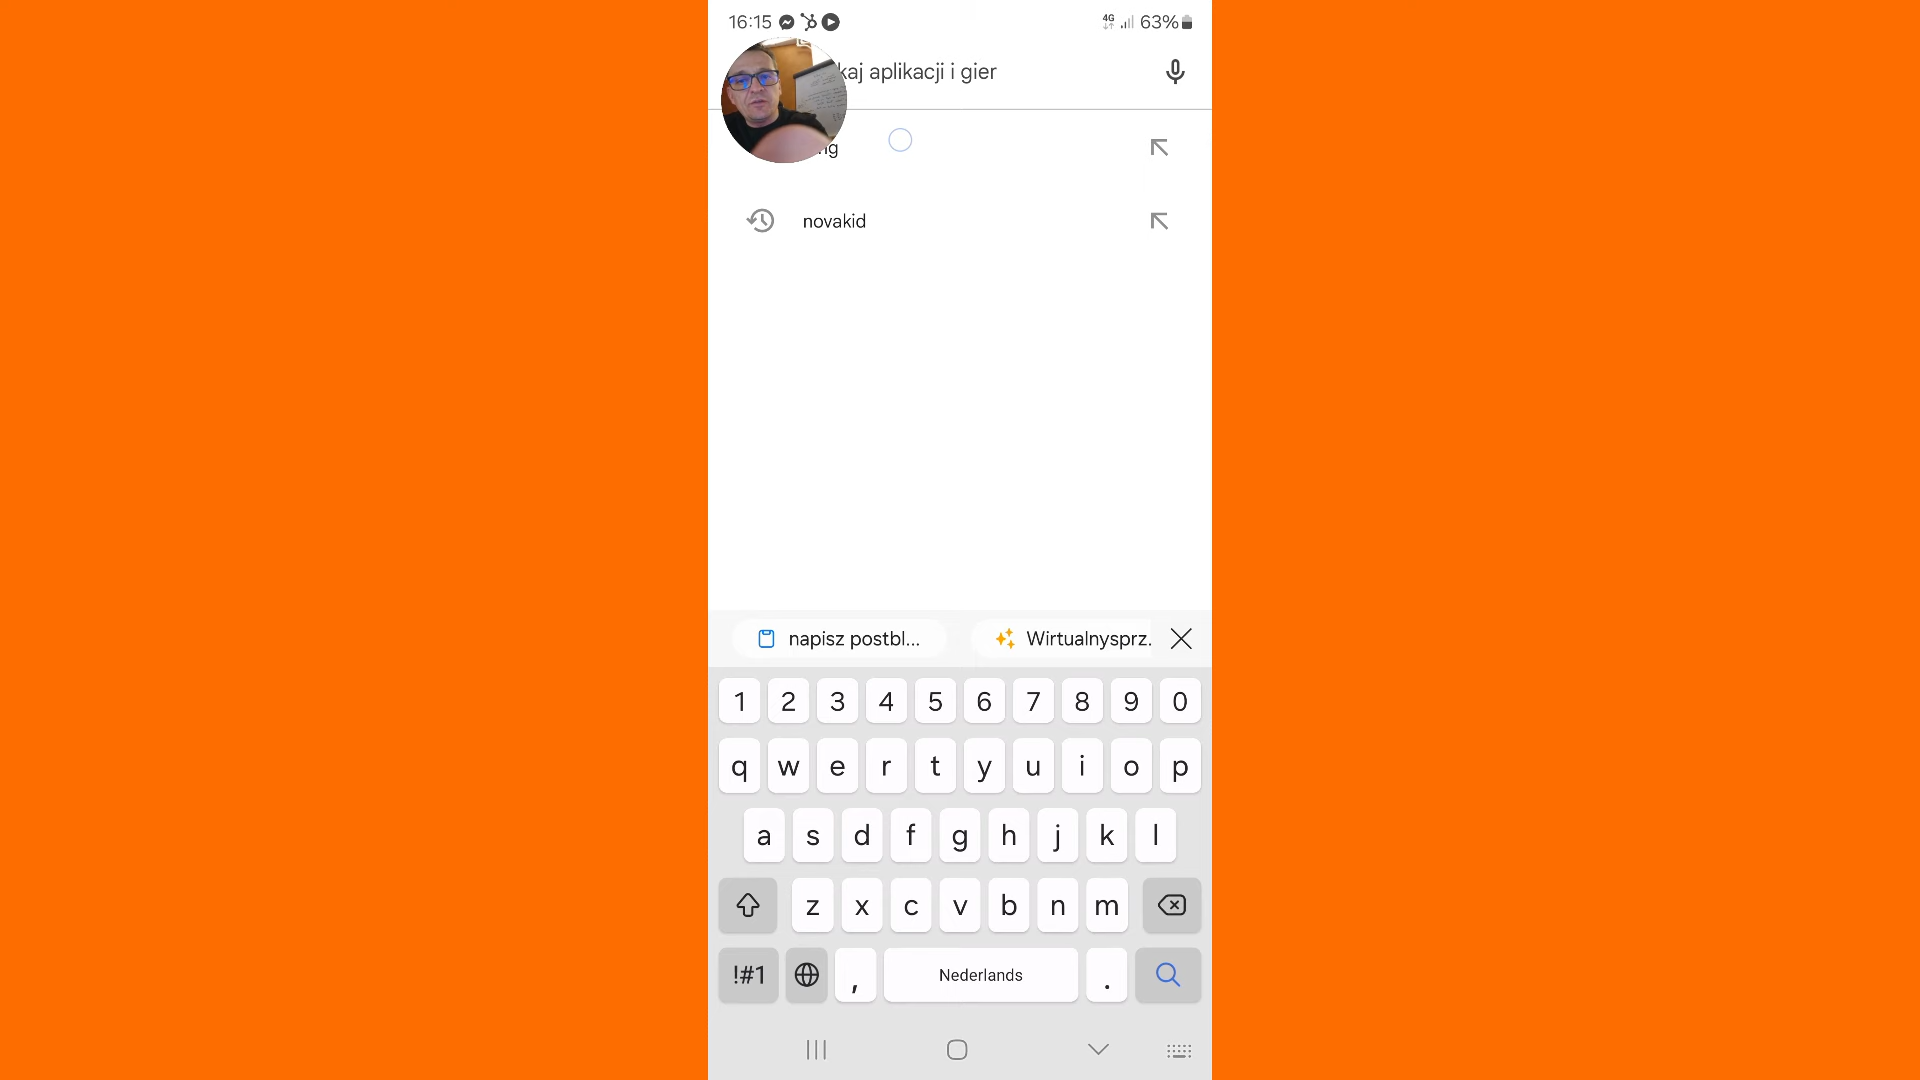 16:15 4G 63%
aplikacji i gier
novakid
napisz postbl... Wirtualnysprz.
1 2 3 4 5 6 7 8 9 0
q w e r t y u i o p
a s d f g h j k l
z x c v b n m
!#1 , Nederlands .